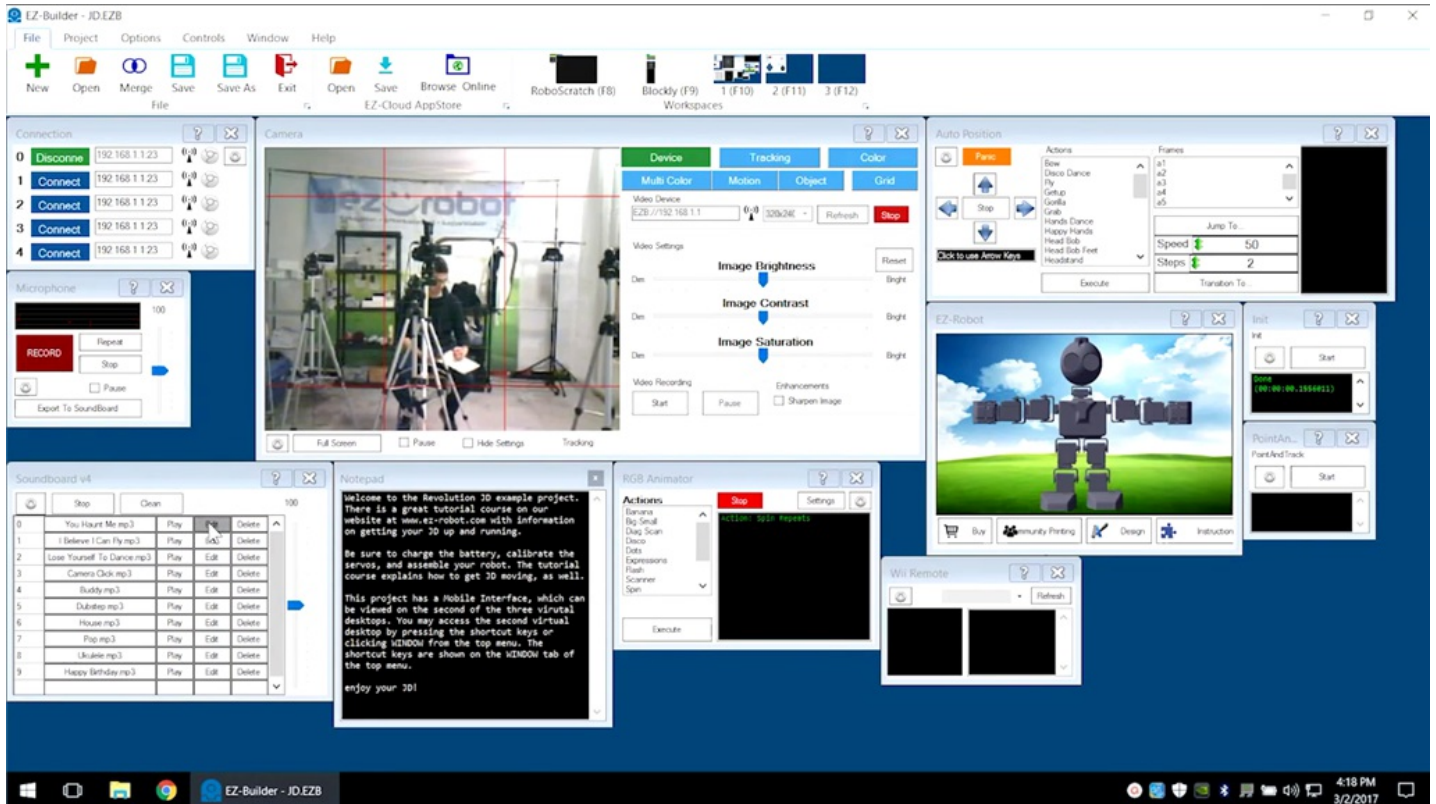 EZ-Builder - JD.EZB
File Project Options Controls Window Help
New Open Merge Save Save As Exit Open Save Browse Online RoboScratch (F8) Blockly (F9) 1 (F10) 2 (F11) 3 (F12)
File EZ-Cloud AppStore Workspaces
Connection
0 Disconne 192.168.1.1:23
1 Connect 192.168.1.1:23
2 Connect 192.168.1.1:23
3 Connect 192.168.1.1:23
4 Connect 192.168.1.1:23
Microphone
100
RECORD
Repeat
Stop
Pause
Export To SoundBoard
Camera
ez robot
Full Screen Pause Hide Settings Tracking
Device Tracking Color
Multi Color Motion Object Grid
Video Device
EZB://192.168.1.1 Refresh Stop
Video Settings
Reset
Image Brightness
Dim Bright
Image Contrast
Dim Bright
Image Saturation
Dim Bright
Video Recording Enhancements
Start Pause Sharpen Image
Auto Position
Panic
Stop
Click to use Arrow Keys
Actions
Bow
Disco Dance
Fly
Getup
Gorilla
Grab
Hands Dance
Happy Hands
Head Bob
Head Bob Feet
Headstand
Execute
Frames
a1
a2
a3
a4
a5
Jump To...
Speed 50
Steps 2
Transition To...
EZ-Robot
Buy mmunity Printing Design Instruction
Init
Init
Start
Done
(00:00:00.1956011)
PointAn...
PointAndTrack
Start
Soundboard v4
Stop Clean 100
0 You Haunt Me.mp3 Play Delete
1 I Believe I Can Fly.mp3 Play Edit Delete
2 Lose Yourself To Dance.mp3 Play Edit Delete
3 Camera Click.mp3 Play Edit Delete
4 Buddy.mp3 Play Edit Delete
5 Dubstep.mp3 Play Edit Delete
6 House.mp3 Play Edit Delete
7 Pop.mp3 Play Edit Delete
8 Ukulele.mp3 Play Edit Delete
9 Happy Birthday.mp3 Play Edit Delete
Notepad
Welcome to the Revolution JD example project.
There is a great tutorial course on our
website at www.ez-robot.com with information
on getting your JD up and running.
Be sure to charge the battery, calibrate the
servos, and assemble your robot. The tutorial
course explains how to get JD moving, as well.
This project has a Mobile Interface, which can
be viewed on the second of the three virutal
desktops. You may access the second virtual
desktop by pressing the shortcut keys or
clicking WINDOW from the top menu. The
shortcut keys are shown on the WINDOW tab of
the top menu.
enjoy your JD!
RGB Animator
Actions
Banana
Big Small
Diag Scan
Disco
Dots
Expressions
Flash
Scanner
Spin
Execute
Stop Settings
Action: Spin Repeats
Wii Remote
Refresh
EZ-Builder - JD.EZB
4:18 PM
3/2/2017